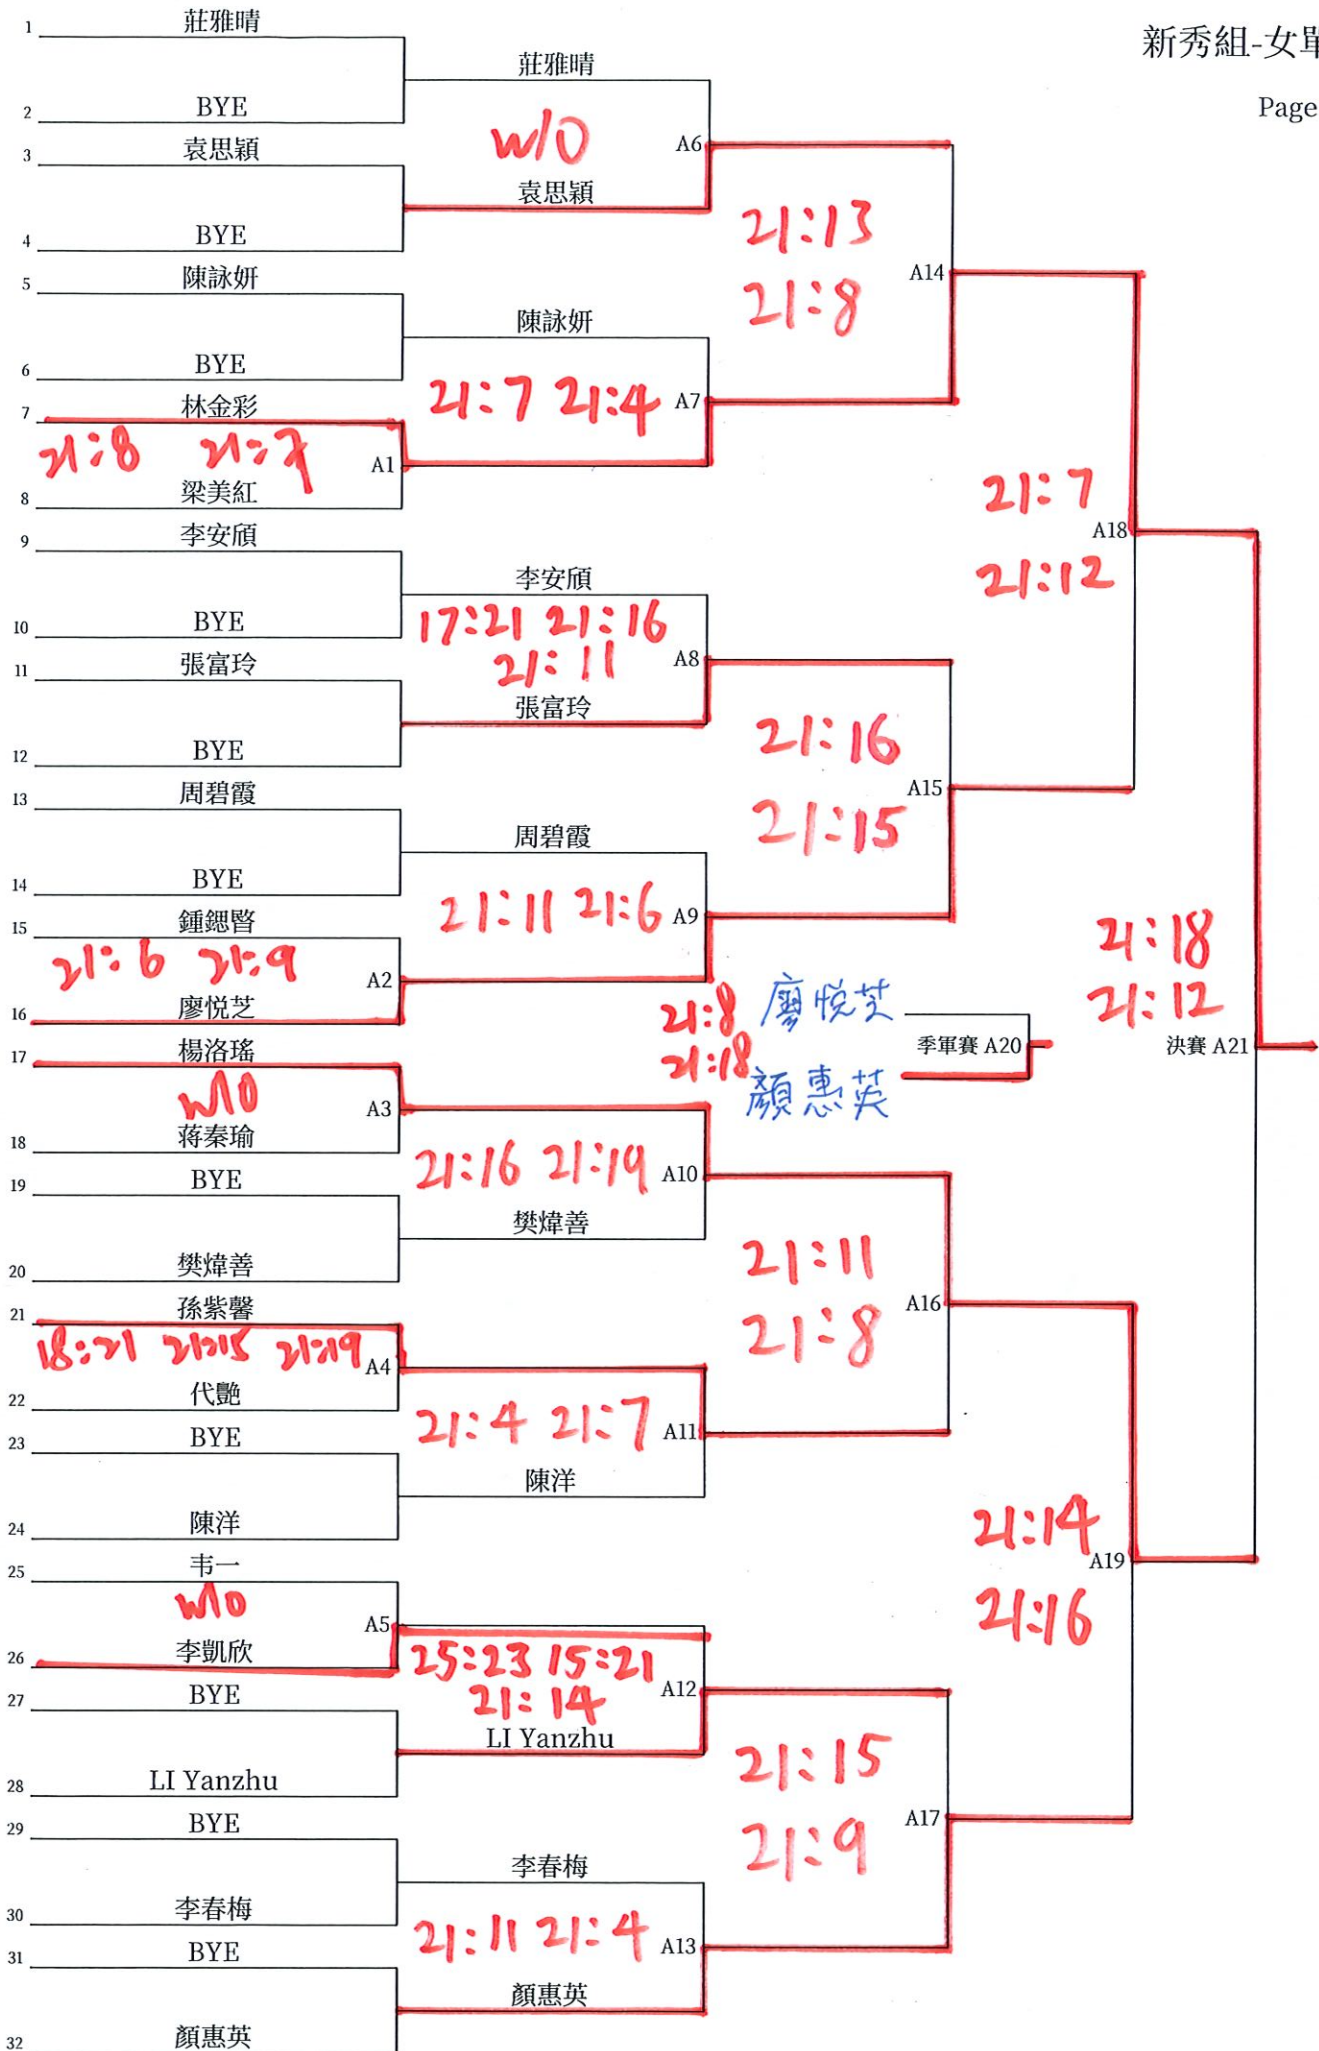 新秀組-女單
Page
1 莊雅晴
莊雅晴
2 BYE
w/o
A6
3 袁思穎
袁思穎
4 BYE
21:13
21:8
A14
5 陳詠妍
陳詠妍
6 BYE
21:7 21:4 A7
7 林金彩
21:8 21:7 A1
8 梁美紅
21:7
A18
21:12
9 李安頎
李安頎
10 BYE
17:21 21:16
21:11
A8
11 張富玲
張富玲
12 BYE
21:16
A15
21:15
13 周碧霞
周碧霞
14 BYE
21:11 21:6 A9
15 鍾鍶暋
21:6 21:9 A2
16 廖悦芝
21:8 廖悦芝
21:18
季軍賽 A20
顏惠英
21:18
21:12
決賽 A21
17 楊洛瑤
w/o A3
18 蒋秦瑜
21:16 21:19 A10
19 BYE
樊煒善
20 樊煒善
21:11
A16
21:8
21 孫紫馨
18:21 21:15 21:19 A4
22 代艷
21:4 21:7 A11
23 BYE
陳洋
24 陳洋
21:14
A19
21:16
25 韦一
w/o
A5
26 李凱欣
25:23 15:21
21:14
A12
27 BYE
LI Yanzhu
28 LI Yanzhu
21:15
A17
21:9
29 BYE
李春梅
30 李春梅
21:11 21:4 A13
31 BYE
顏惠英
32 顏惠英